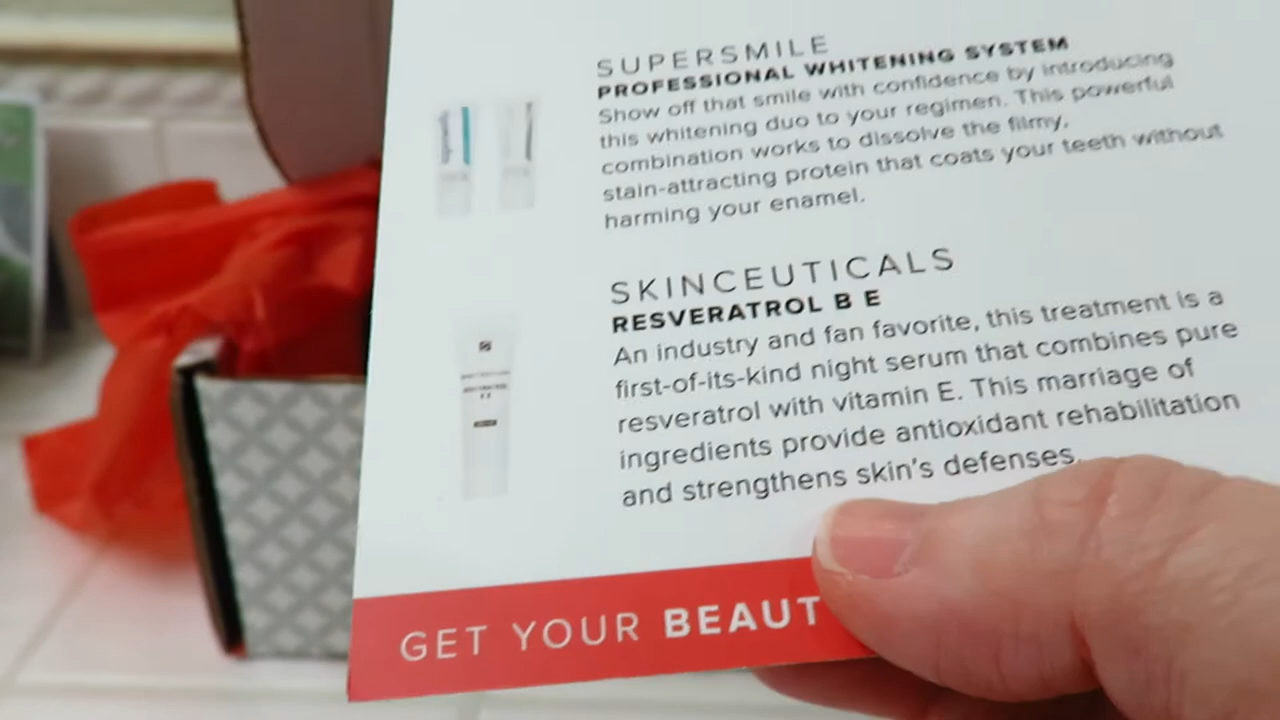 SUPERSMILE
PROFESSIONAL WHITENING SYSTEM
Show off that smile with confidence by introducing
this whitening duo to your regimen. This powerful
combination works to dissolve the filmy,
stain-attracting protein that coats your teeth without
harming your enamel.
SKINCEUTICALS
RESVERATROL B E
An industry and fan favorite, this treatment is a
first-of-its-kind night serum that combines pure
resveratrol with vitamin E. This marriage of
ingredients provide antioxidant rehabilitation
and strengthens skin's defenses.
GET YOUR BEAUT